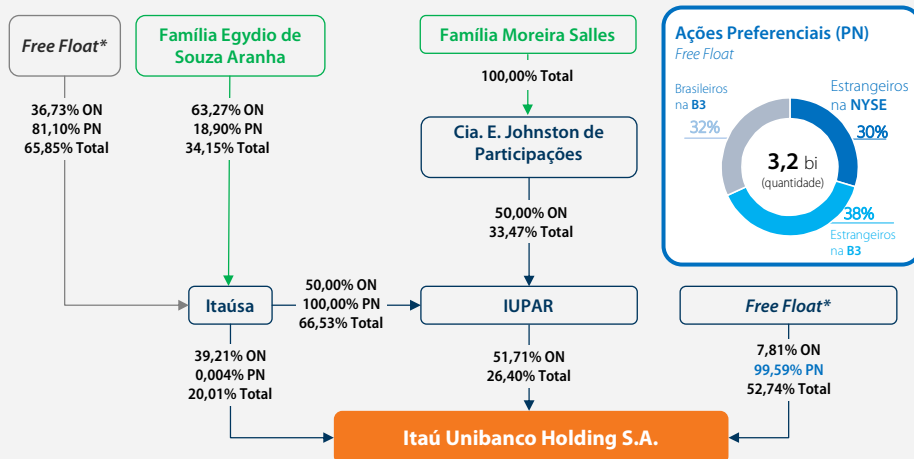 Free Float*
Família Egydio de
Souza Aranha
Família Moreira Salles
36,73% ON
81,10% PN
65,85% Total
63,27% ON
18,90% PN
34,15% Total
100,00% Total
Cia. E. Johnston de
Participações
50,00% ON
33,47% Total
Ações Preferenciais (PN)
Free Float
Brasileiros
na B3
32%
Estrangeiros
na NYSE
30%
3,2 bi
(quantidade)
38%
Estrangeiros
na B3
Itaúsa
50,00% ON
100,00% PN
66,53% Total
IUPAR
Free Float*
39,21% ON
0,004% PN
20,01% Total
51,71% ON
26,40% Total
7,81% ON
99,59% PN
52,74% Total
Itaú Unibanco Holding S.A.